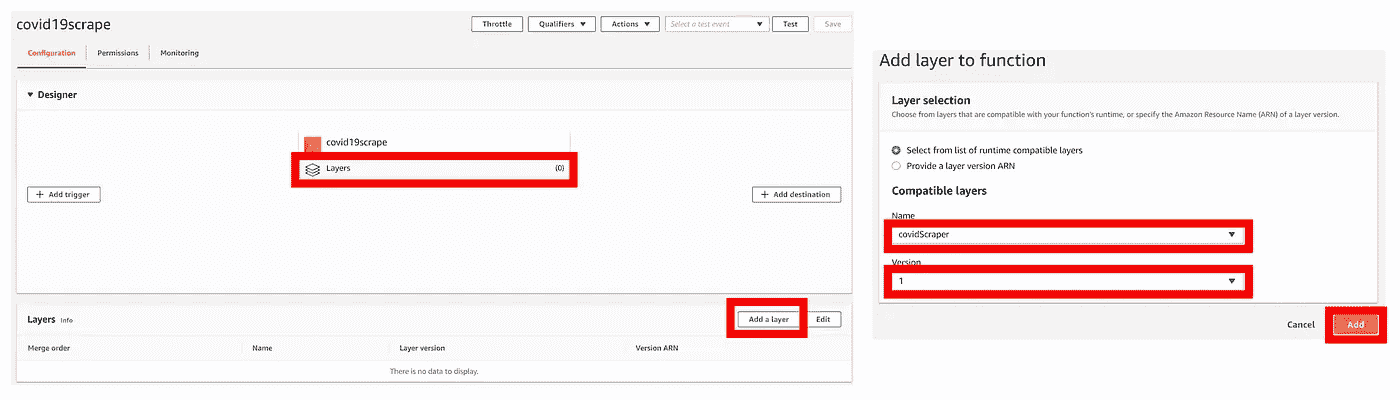 covid19scrape
Throttle Qualifiers Actions Select a test event Test Save
Configuration Permissions Monitoring
Designer
covid19scrape
Layers (0)
+ Add trigger
+ Add destination
Layers Info
Add a layer Edit
Merge order Name Layer version Version ARN
There is no data to display.
Add layer to function
Layer selection
Choose from layers that are compatible with your function's runtime, or specify the Amazon Resource Name (ARN) of a layer version.
Select from list of runtime compatible layers
Provide a layer version ARN
Compatible layers
Name
covidScraper
Version
1
Cancel Add